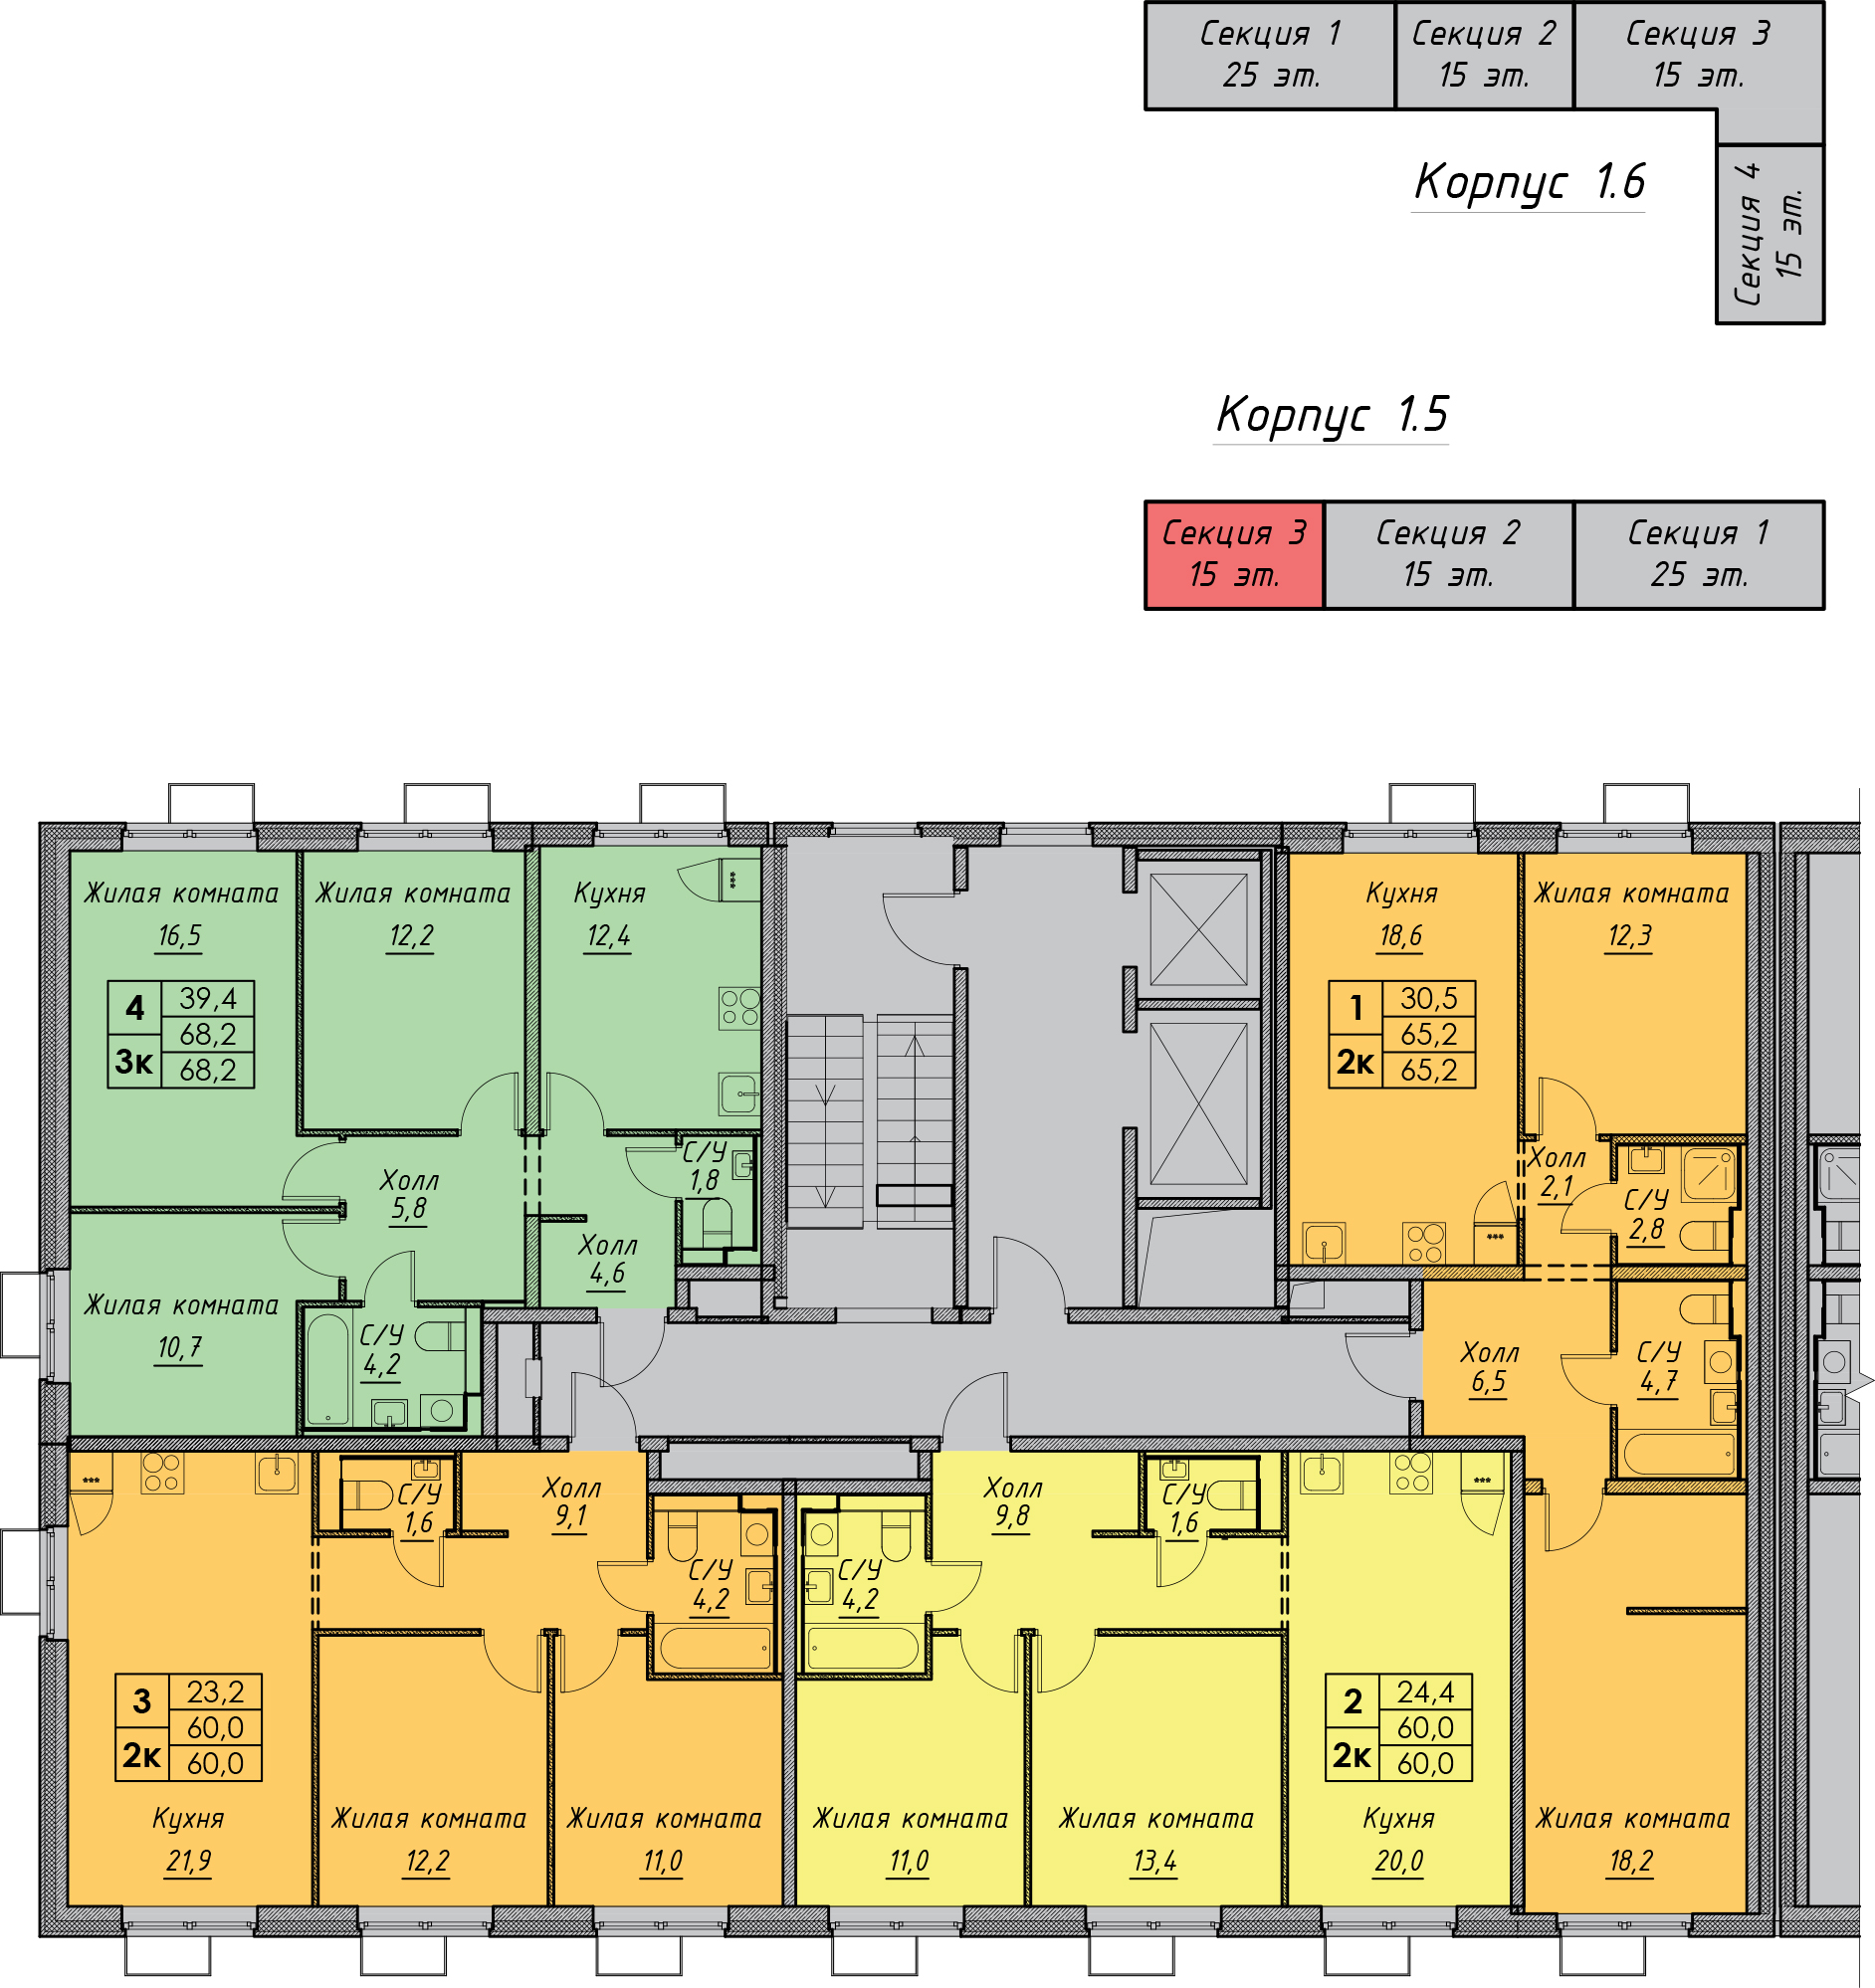 Секция 1
25 эт.
Секция 2
15 эт.
Секция 3
15 эт.
Секция 4
15 эт.
Корпус 1.6
Корпус 1.5
Секция 3
15 эт.
Секция 2
15 эт.
Секция 1
25 эт.
Жилая комната
16,5
Жилая комната
12,2
Кухня
12,4
4
3к
39,4
68,2
68,2
С/У
1,8
Холл
5,8
Холл
4,6
Жилая комната
10,7
С/У
4,2
Кухня
18,6
Жилая комната
12,3
1
2к
30,5
65,2
65,2
Холл
2,1
С/У
2,8
***
***
Холл
6,5
С/У
4,7
***
С/У
1,6
Холл
9,1
С/У
4,2
С/У
4,2
Холл
9,8
С/У
1,6
***
3
2к
23,2
60,0
60,0
Кухня
21,9
Жилая комната
12,2
Жилая комната
11,0
Жилая комната
11,0
Жилая комната
13,4
2
2к
24,4
60,0
60,0
Кухня
20,0
Жилая комната
18,2